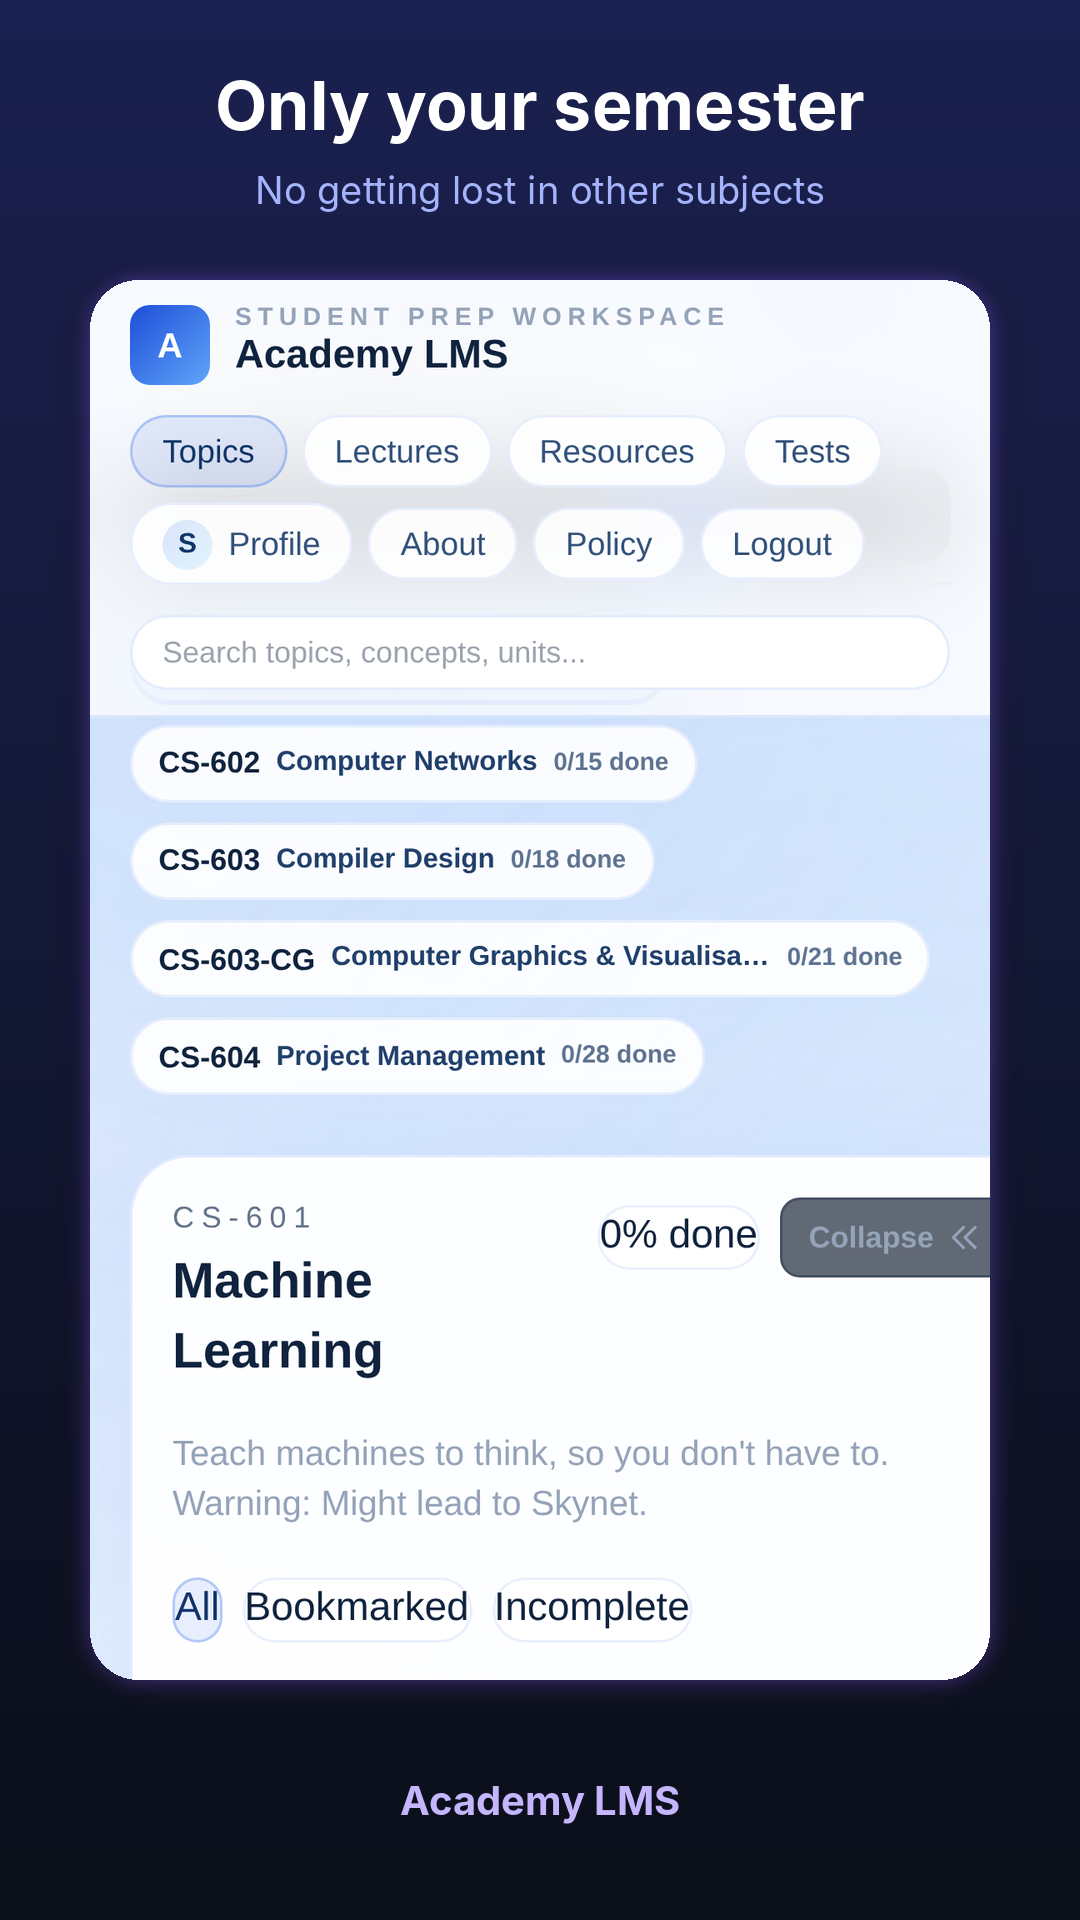 Only your semester
No getting lost in other subjects
A
STUDENT PREP WORKSPACE
Academy LMS
Topics Lectures Resources Tests
S Profile About Policy Logout
Search topics, concepts, units...
CS-602 Computer Networks 0/15 done
CS-603 Compiler Design 0/18 done
CS-603-CG Computer Graphics & Visualisa... 0/21 done
CS-604 Project Management 0/28 done
CS-601
0% done
Collapse
Machine
Learning
Teach machines to think, so you don't have to.
Warning: Might lead to Skynet.
All Bookmarked Incomplete
Academy LMS